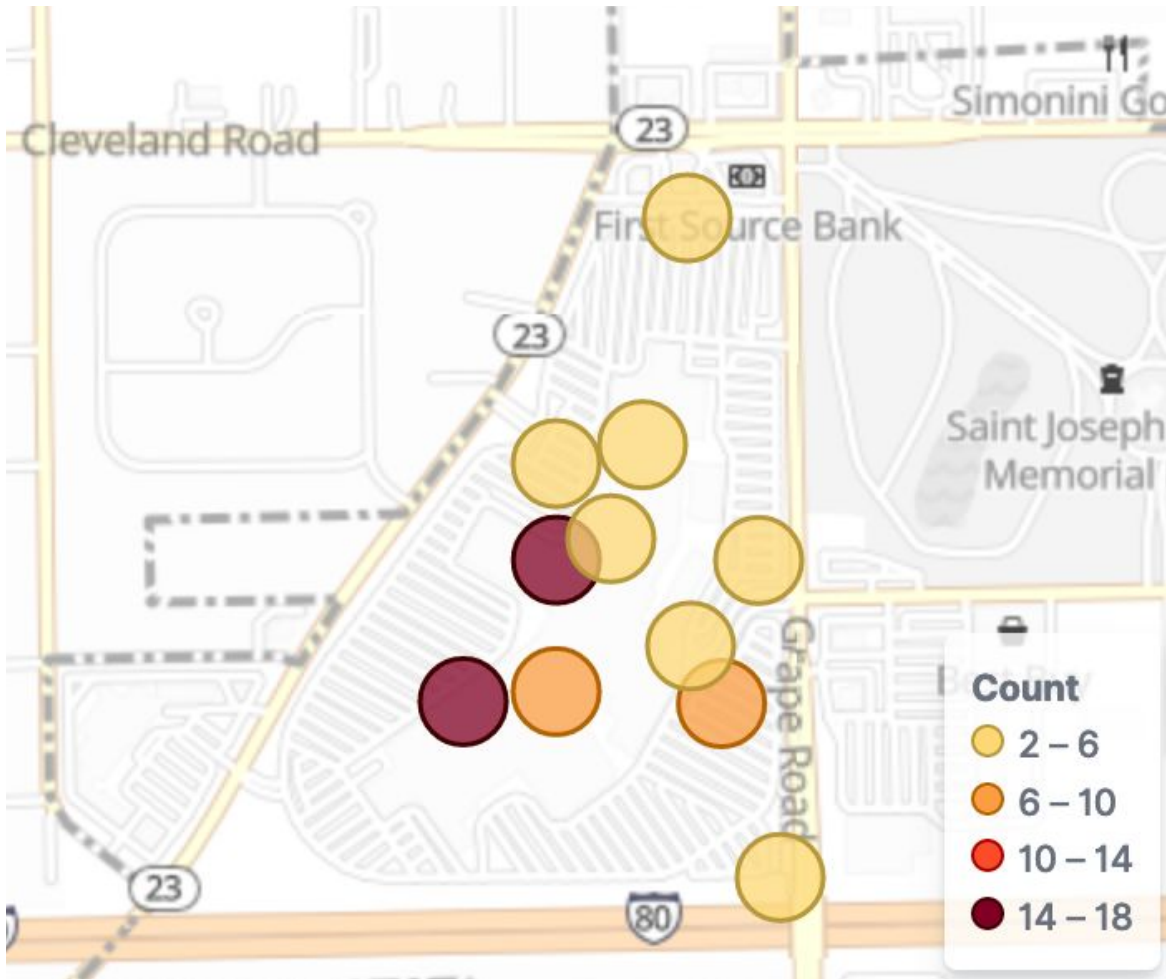 Simonini Go
23
Cleveland Road
First Source Bank
23
Saint Joseph
Memorial
Grape Road
Count
2 – 6
6 – 10
10 – 14
14 – 18
23
80